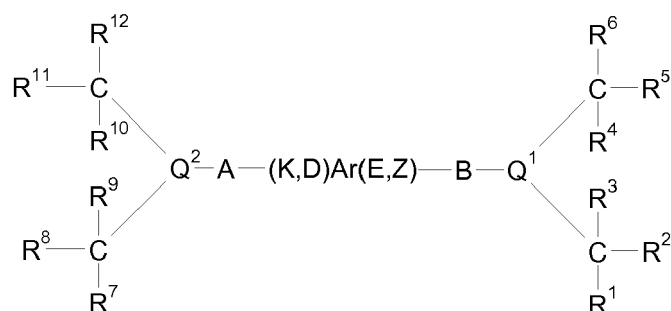 R¹² R⁶
R¹¹ C C R⁵
R¹⁰ R⁴
Q² A (K,D)Ar(E,Z) B Q¹
R⁹ R³
R⁸ C C R²
R⁷ R¹